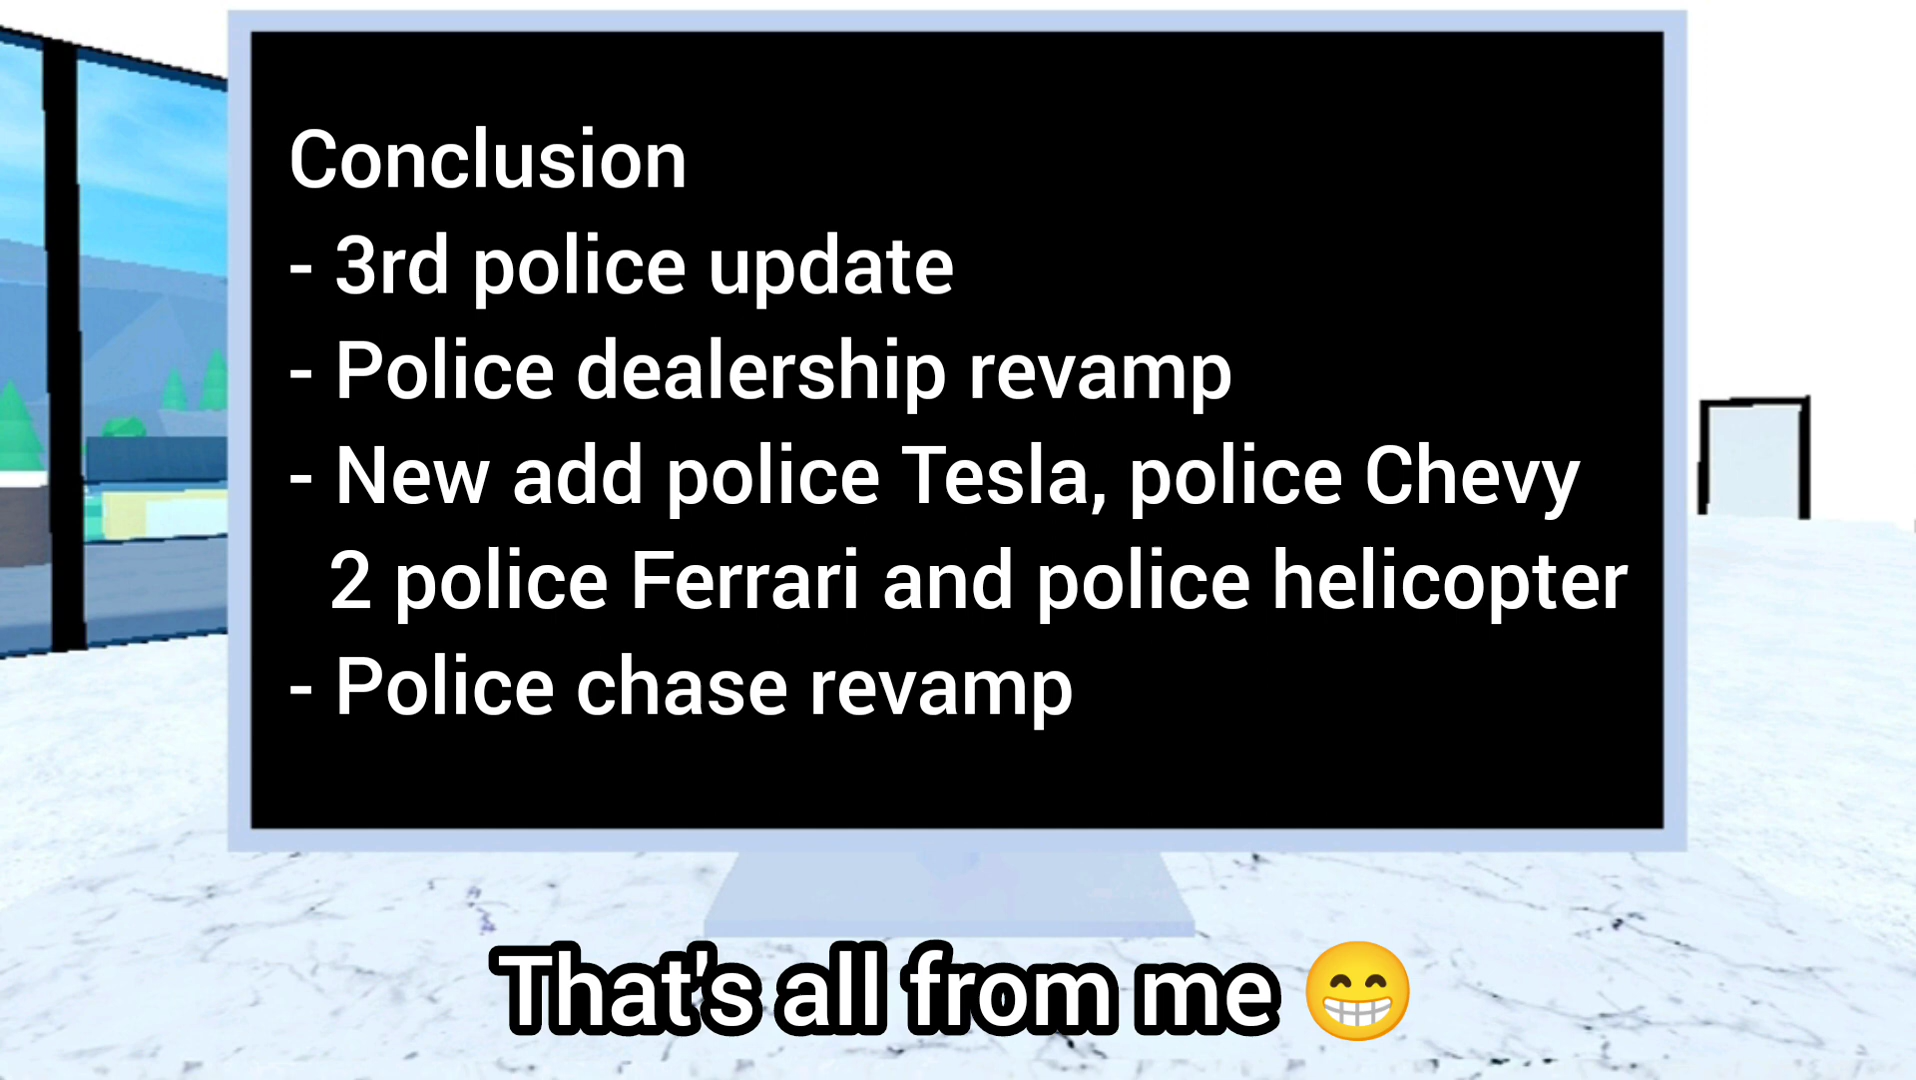 Conclusion
- 3rd police update
- Police dealership revamp
- New add police Tesla, police Chevy
2 police Ferrari and police helicopter
- Police chase revamp
That's all from me 😁